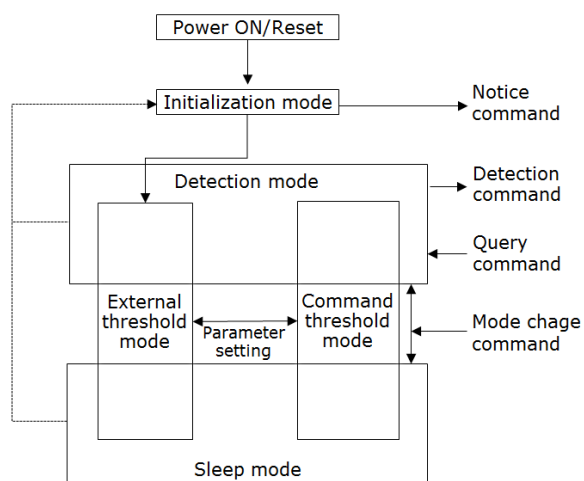 Power ON/Reset
Initialization mode
Notice
command
Detection mode
Detection
command
Query
command
External
threshold
mode
Parameter
setting
Command
threshold
mode
Mode chage
command
Sleep mode